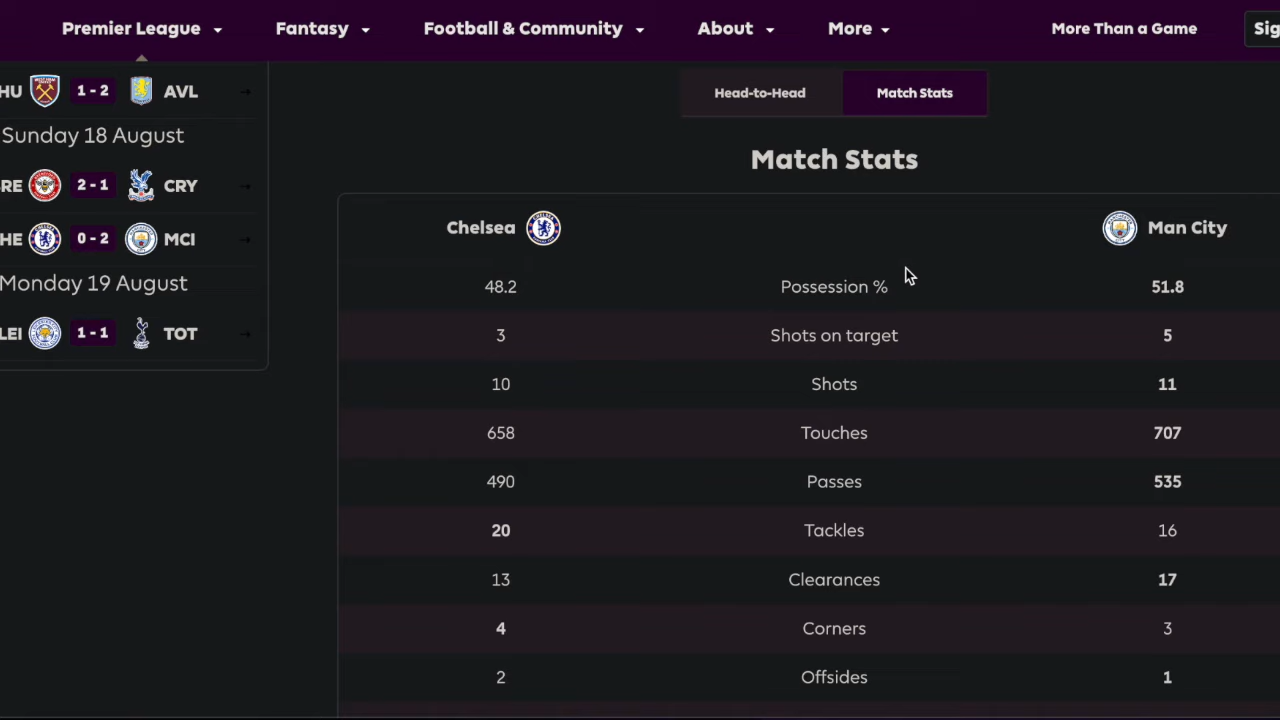 Premier League Fantasy Football & Community About More More Than a Game Sig
HU 1 - 2 AVL
Sunday 18 August
RE 2 - 1 CRY
HE 0 - 2 MCI
Monday 19 August
LEI 1 - 1 TOT
Head-to-Head Match Stats
Match Stats
Chelsea Man City
48.2 Possession % 51.8
3 Shots on target 5
10 Shots 11
658 Touches 707
490 Passes 535
20 Tackles 16
13 Clearances 17
4 Corners 3
2 Offsides 1